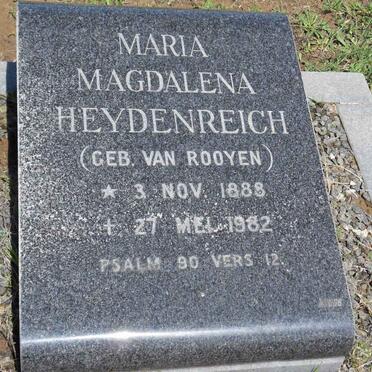 MARIA
MAGDALENA
HEYDENREICH
(GEB. VAN ROOYEN)
* 3 NOV. 1888
+ 27 MEI. 1982
PSALM 90 VERS 12.